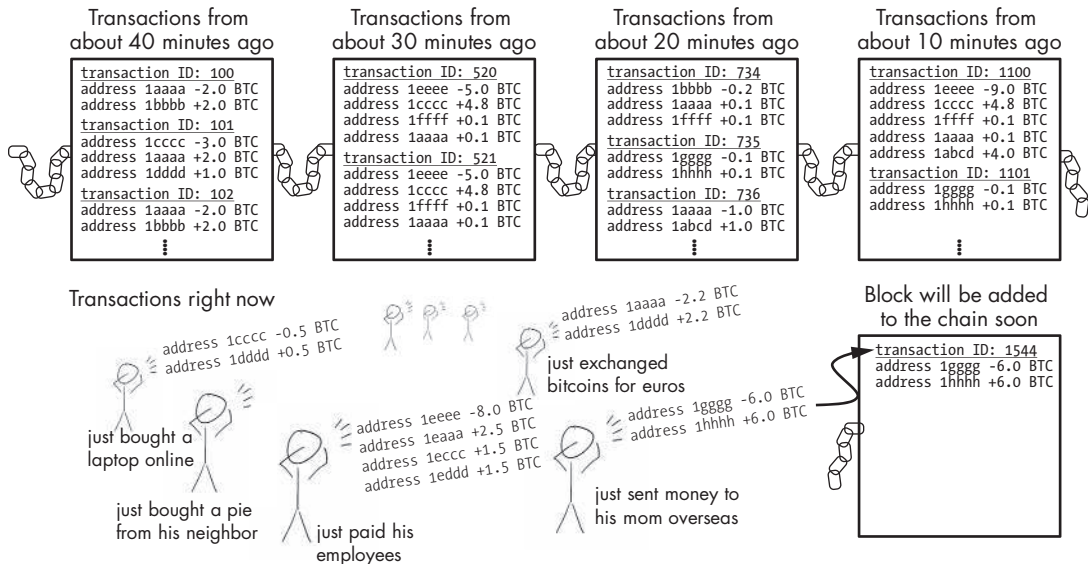 Transactions from
about 40 minutes ago
transaction ID: 100
address 1aaaa -2.0 BTC
address 1bbbb +2.0 BTC
transaction ID: 101
address 1cccc -3.0 BTC
address 1aaaa +2.0 BTC
address 1dddd +1.0 BTC
transaction ID: 102
address 1aaaa -2.0 BTC
address 1bbbb +2.0 BTC
Transactions from
about 30 minutes ago
transaction ID: 520
address 1eeee -5.0 BTC
address 1cccc +4.8 BTC
address 1ffff +0.1 BTC
address 1aaaa +0.1 BTC
transaction ID: 521
address 1eeee -5.0 BTC
address 1cccc +4.8 BTC
address 1ffff +0.1 BTC
address 1aaaa +0.1 BTC
Transactions from
about 20 minutes ago
transaction ID: 734
address 1bbbb -0.2 BTC
address 1aaaa +0.1 BTC
address 1ffff +0.1 BTC
transaction ID: 735
address 1gggg -0.1 BTC
address 1hhhh +0.1 BTC
transaction ID: 736
address 1aaaa -1.0 BTC
address 1abcd +1.0 BTC
Transactions from
about 10 minutes ago
transaction ID: 1100
address 1eeee -9.0 BTC
address 1cccc +4.8 BTC
address 1ffff +0.1 BTC
address 1aaaa +0.1 BTC
address 1abcd +4.0 BTC
transaction ID: 1101
address 1gggg -0.1 BTC
address 1hhhh +0.1 BTC
Transactions right now
address 1cccc -0.5 BTC
address 1dddd +0.5 BTC
just bought a
laptop online
just bought a pie
from his neighbor
address 1eeee -8.0 BTC
address 1eaaa +2.5 BTC
address 1eccc +1.5 BTC
address 1eddd +1.5 BTC
just paid his
employees
address 1aaaa -2.2 BTC
address 1dddd +2.2 BTC
just exchanged
bitcoins for euros
address 1gggg -6.0 BTC
address 1hhhh +6.0 BTC
just sent money to
his mom overseas
Block will be added
to the chain soon
transaction ID: 1544
address 1gggg -6.0 BTC
address 1hhhh +6.0 BTC